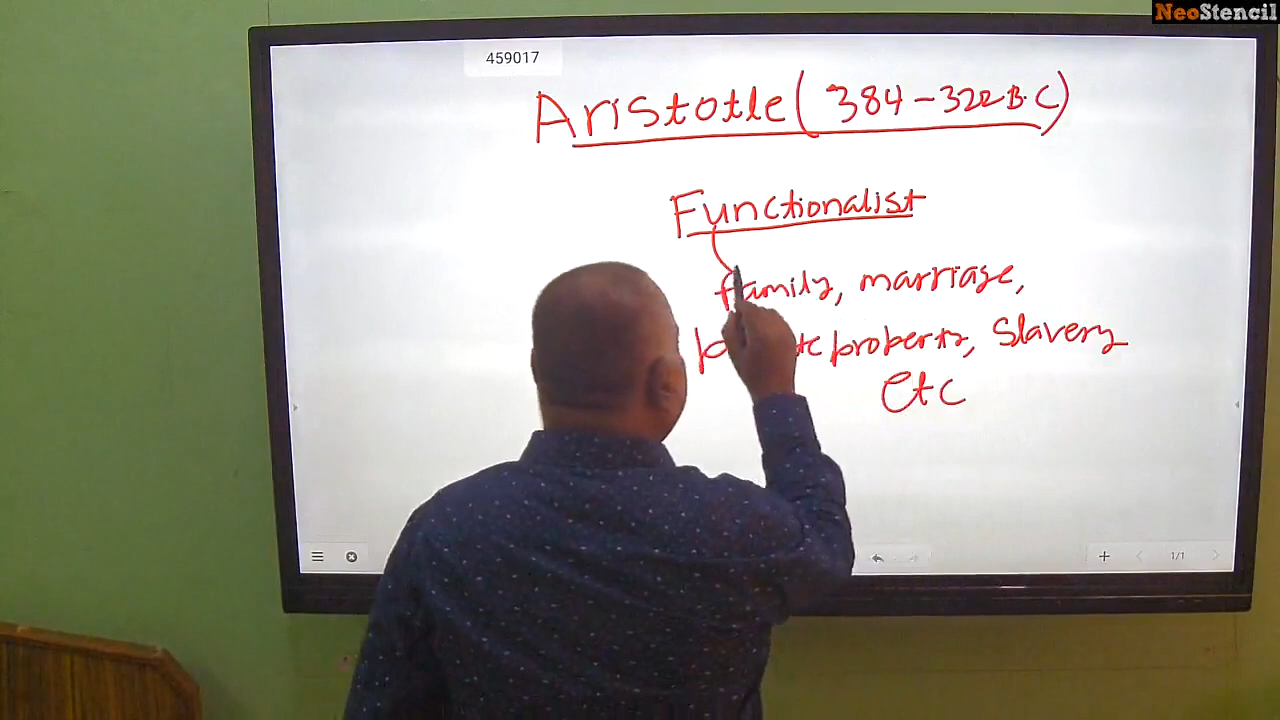 NeoStencil
459017
Aristotle (384-322 B.C)
Functionalist
family, marriage,
property, Slavery
etc
1/1